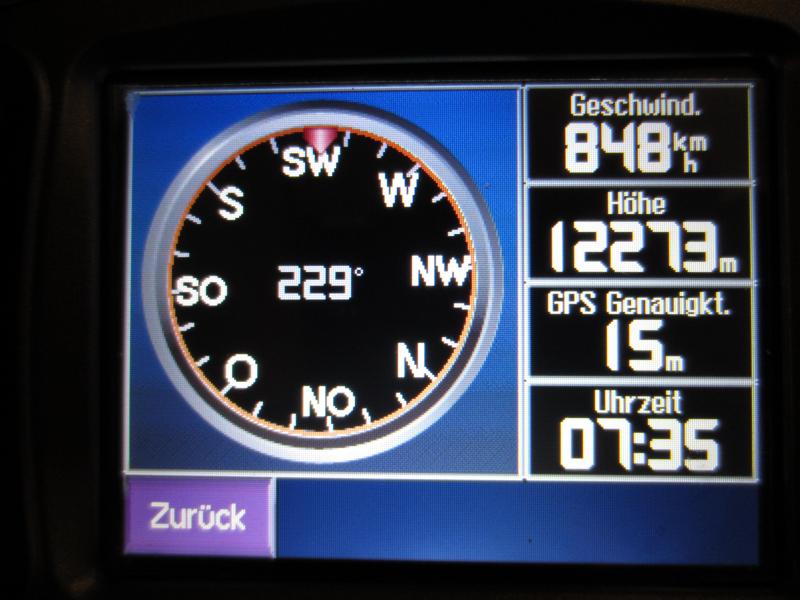 SW
S
W
SO
229°
NW
O
N
NO
Geschwind.
848 km/h
Höhe
12273 m
GPS Genauigkt.
15 m
Uhrzeit
07:35
Zurück